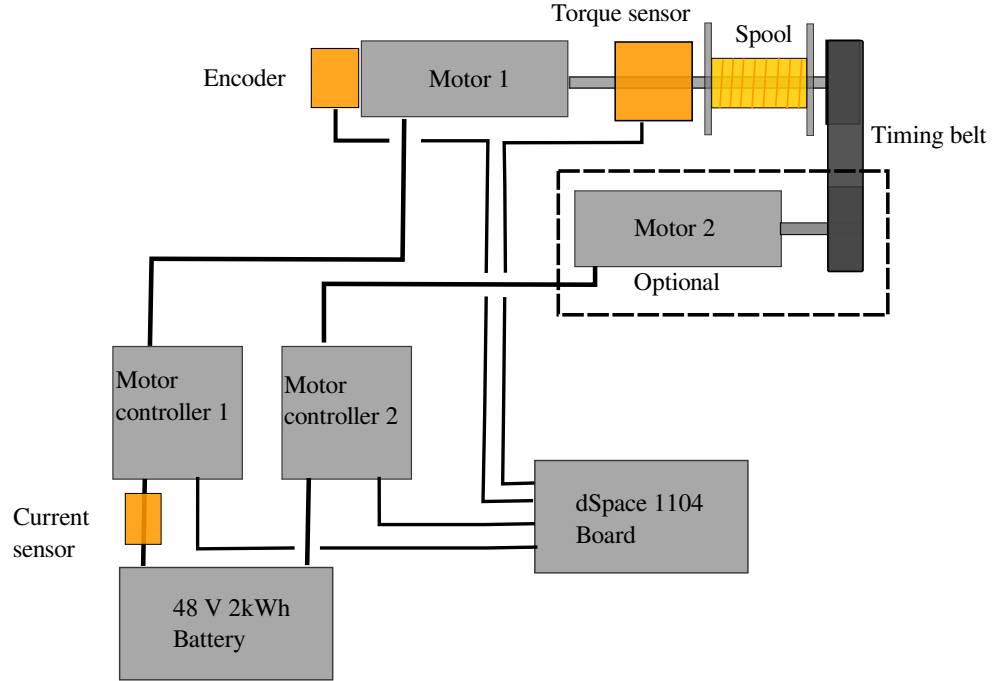 Torque sensor
Spool
Encoder
Motor 1
Timing belt
Motor 2
Optional
Motor
controller 1
Motor
controller 2
Current
sensor
dSpace 1104
Board
48 V 2kWh
Battery